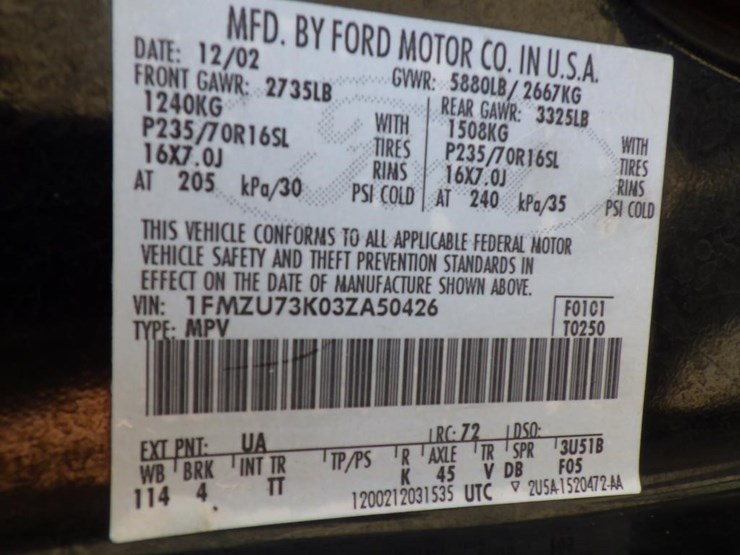 MFD. BY FORD MOTOR CO. IN U.S.A.
DATE: 12/02 GVWR: 5880LB/ 2667KG
FRONT GAWR: 2735LB REAR GAWR: 3325LB
1240KG WITH 1508KG WITH
P235/70R16SL TIRES P235/70R16SL TIRES
16X7.0J RIMS 16X7.0J RIMS
AT 205 kPa/30 PSI COLD AT 240 kPa/35 PSI COLD
THIS VEHICLE CONFORMS TO ALL APPLICABLE FEDERAL MOTOR
VEHICLE SAFETY AND THEFT PREVENTION STANDARDS IN
EFFECT ON THE DATE OF MANUFACTURE SHOWN ABOVE.
VIN: 1FMZU73K03ZA50426 F0101
TYPE: MPV T0250
EXT PNT: UA RC: 72 DSO:
WB BRK INT TR TP/PS R AXLE TR SPR 3U51B
114 4 TT K 45 V DB F05
1200212031535 UTC ▽ 2U5A-1520472-AA